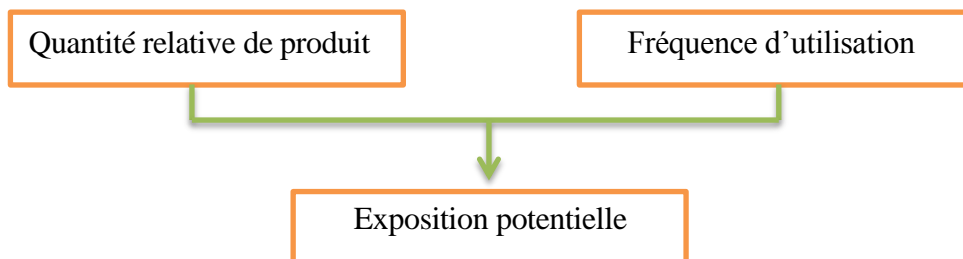 Quantité relative de produit
Fréquence d’utilisation
Exposition potentielle